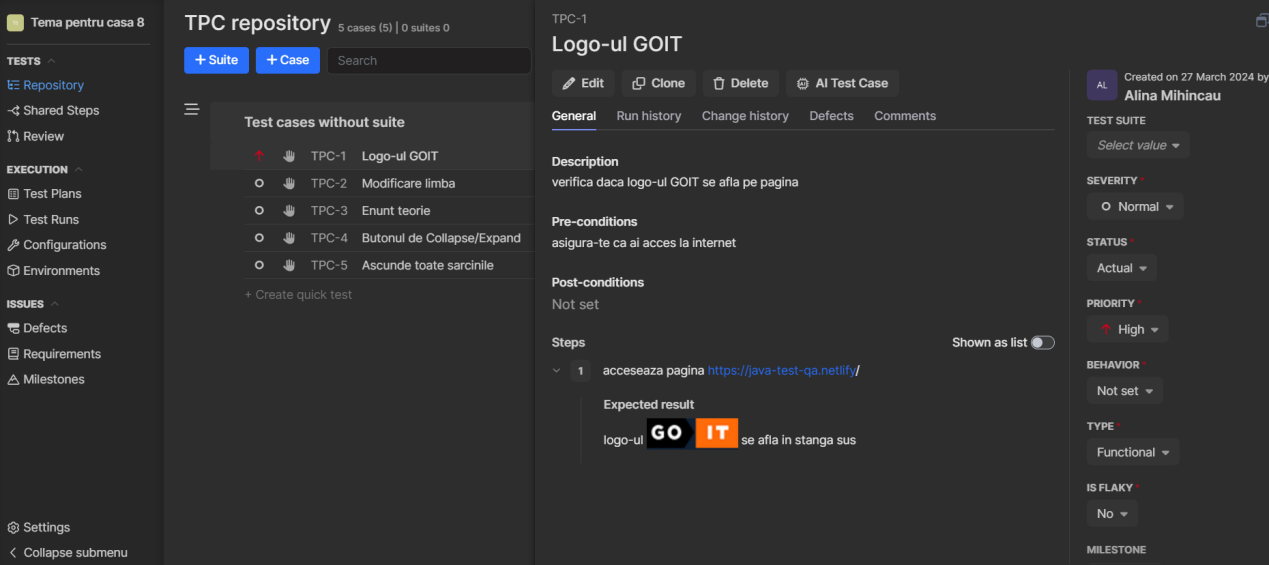 Tema pentru casa 8
TESTS
Repository
Shared Steps
Review
EXECUTION
Test Plans
Test Runs
Configurations
Environments
ISSUES
Defects
Requirements
Milestones
Settings
Collapse submenu
TPC repository 5 cases (5) | 0 suites 0
+ Suite + Case Search
Test cases without suite
TPC-1 Logo-ul GOIT
TPC-2 Modificare limba
TPC-3 Enunt teorie
TPC-4 Butonul de Collapse/Expand
TPC-5 Ascunde toate sarcinile
+ Create quick test
TPC-1
Logo-ul GOIT
Edit Clone Delete AI Test Case
General Run history Change history Defects Comments
Description
verifica daca logo-ul GOIT se afla pe pagina
Pre-conditions
asigura-te ca ai acces la internet
Post-conditions
Not set
Steps Shown as list
1 acceseaza pagina https://java-test-qa.netlify/
Expected result
logo-ul GO IT se afla in stanga sus
AL Created on 27 March 2024 by
Alina Mihincau
TEST SUITE
Select value
SEVERITY *
Normal
STATUS *
Actual
PRIORITY *
High
BEHAVIOR *
Not set
TYPE *
Functional
IS FLAKY *
No
MILESTONE